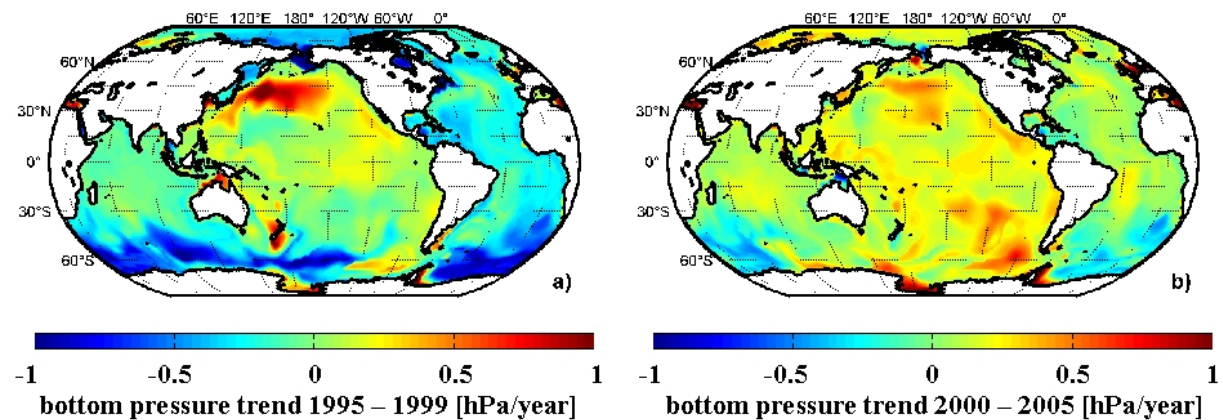 60°E 120°E 180° 120°W 60°W 0°
60°N
30°N
0°
30°S
60°S
a)
-1 -0.5 0 0.5 1
bottom pressure trend 1995 – 1999 [hPa/year]
60°E 120°E 180° 120°W 60°W 0°
60°N
30°N
0°
30°S
60°S
b)
-1 -0.5 0 0.5 1
bottom pressure trend 2000 – 2005 [hPa/year]